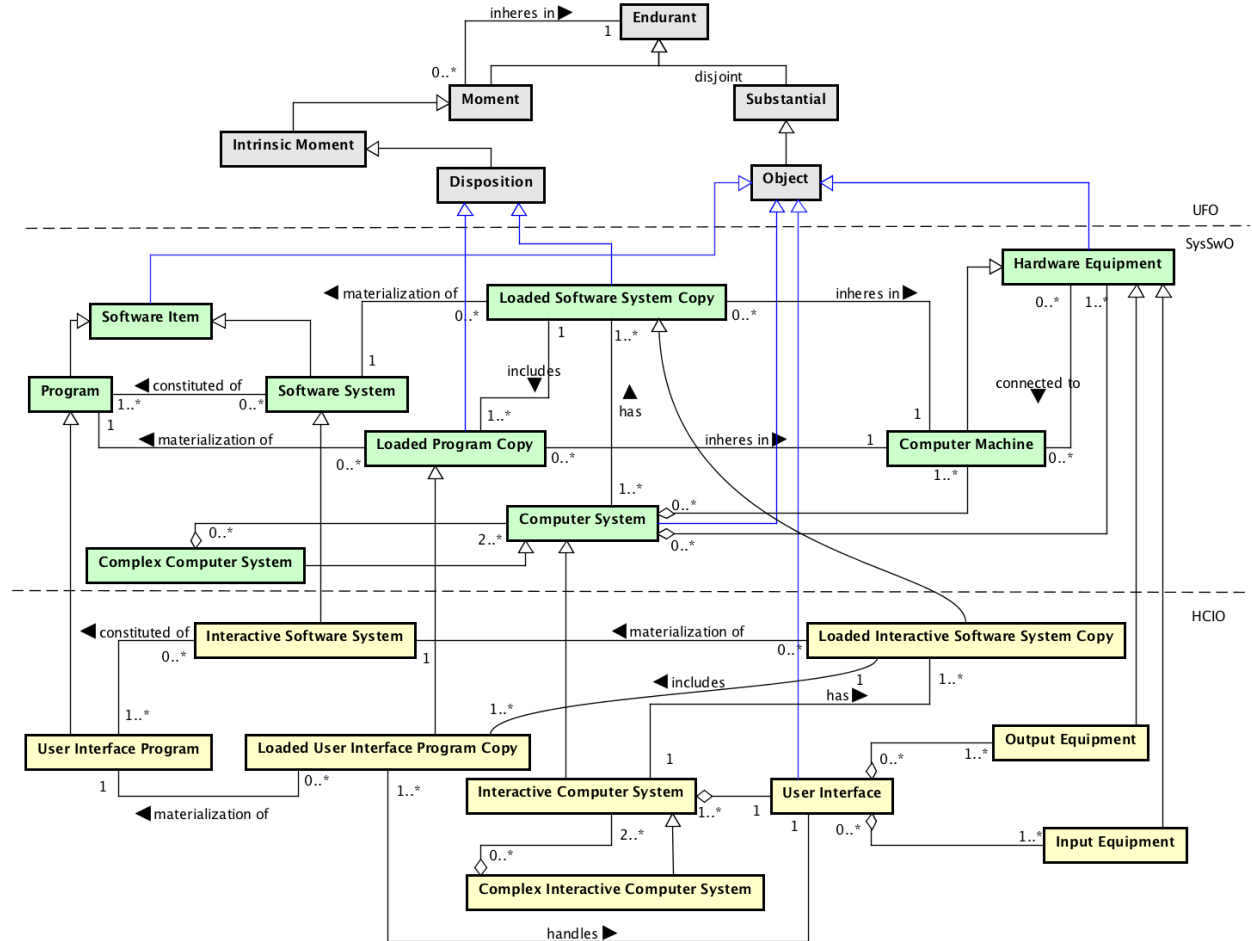 inheres in ▶
Endurant
1
0..*
disjoint
Moment
Substantial
Intrinsic Moment
Disposition
Object
UFO
SysSwO
Hardware Equipment
◀ materialization of
Loaded Software System Copy
inheres in ▶
0..*
0..*
0..*
1..*
Software Item
1
1
1..*
includes
▼
Program
◀ constituted of
Software System
connected to
▼
1..*
0..*
▲
has
1
1..*
1
◀ materialization of
Loaded Program Copy
inheres in ▶
1
Computer Machine
0..*
0..*
0..*
1..*
1..*
0..*
Computer System
0..*
2..*
0..*
Complex Computer System
HCIO
◀ constituted of
Interactive Software System
◀ materialization of
Loaded Interactive Software System Copy
0..*
1
0..*
◀ includes
1
1..*
has ▶
1..*
1..*
User Interface Program
Loaded User Interface Program Copy
Output Equipment
1
0..*
1
0..*
1..*
1..*
Interactive Computer System
User Interface
◀ materialization of
1..*
1
2..*
1
0..*
1..*
Input Equipment
0..*
Complex Interactive Computer System
handles ▶